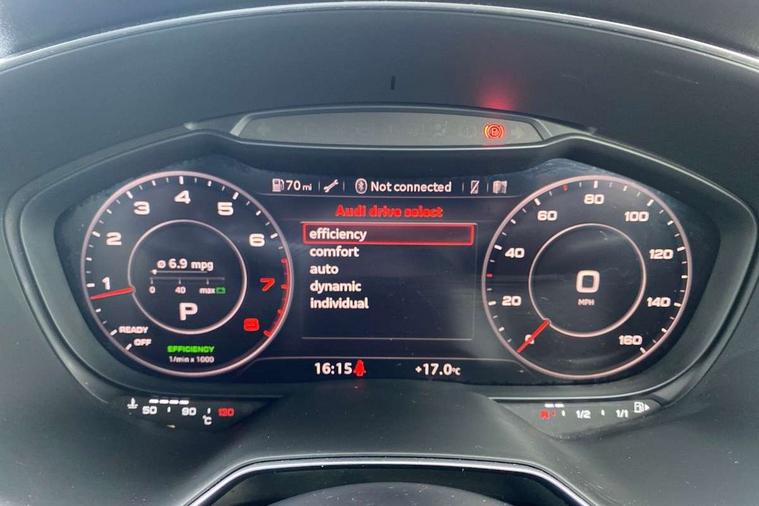 70 mi Not connected
Audi drive select
efficiency
comfort
auto
dynamic
individual
1 2 3 4 5 6 7 8
ø 6.9 mpg
0 40 max
P
READY
OFF
EFFICIENCY
1/min x 1000
0 20 40 60 80 100 120 140 160
0
MPH
16:15
+17.0°C
50 90 130
°C
R 1/2 1/1